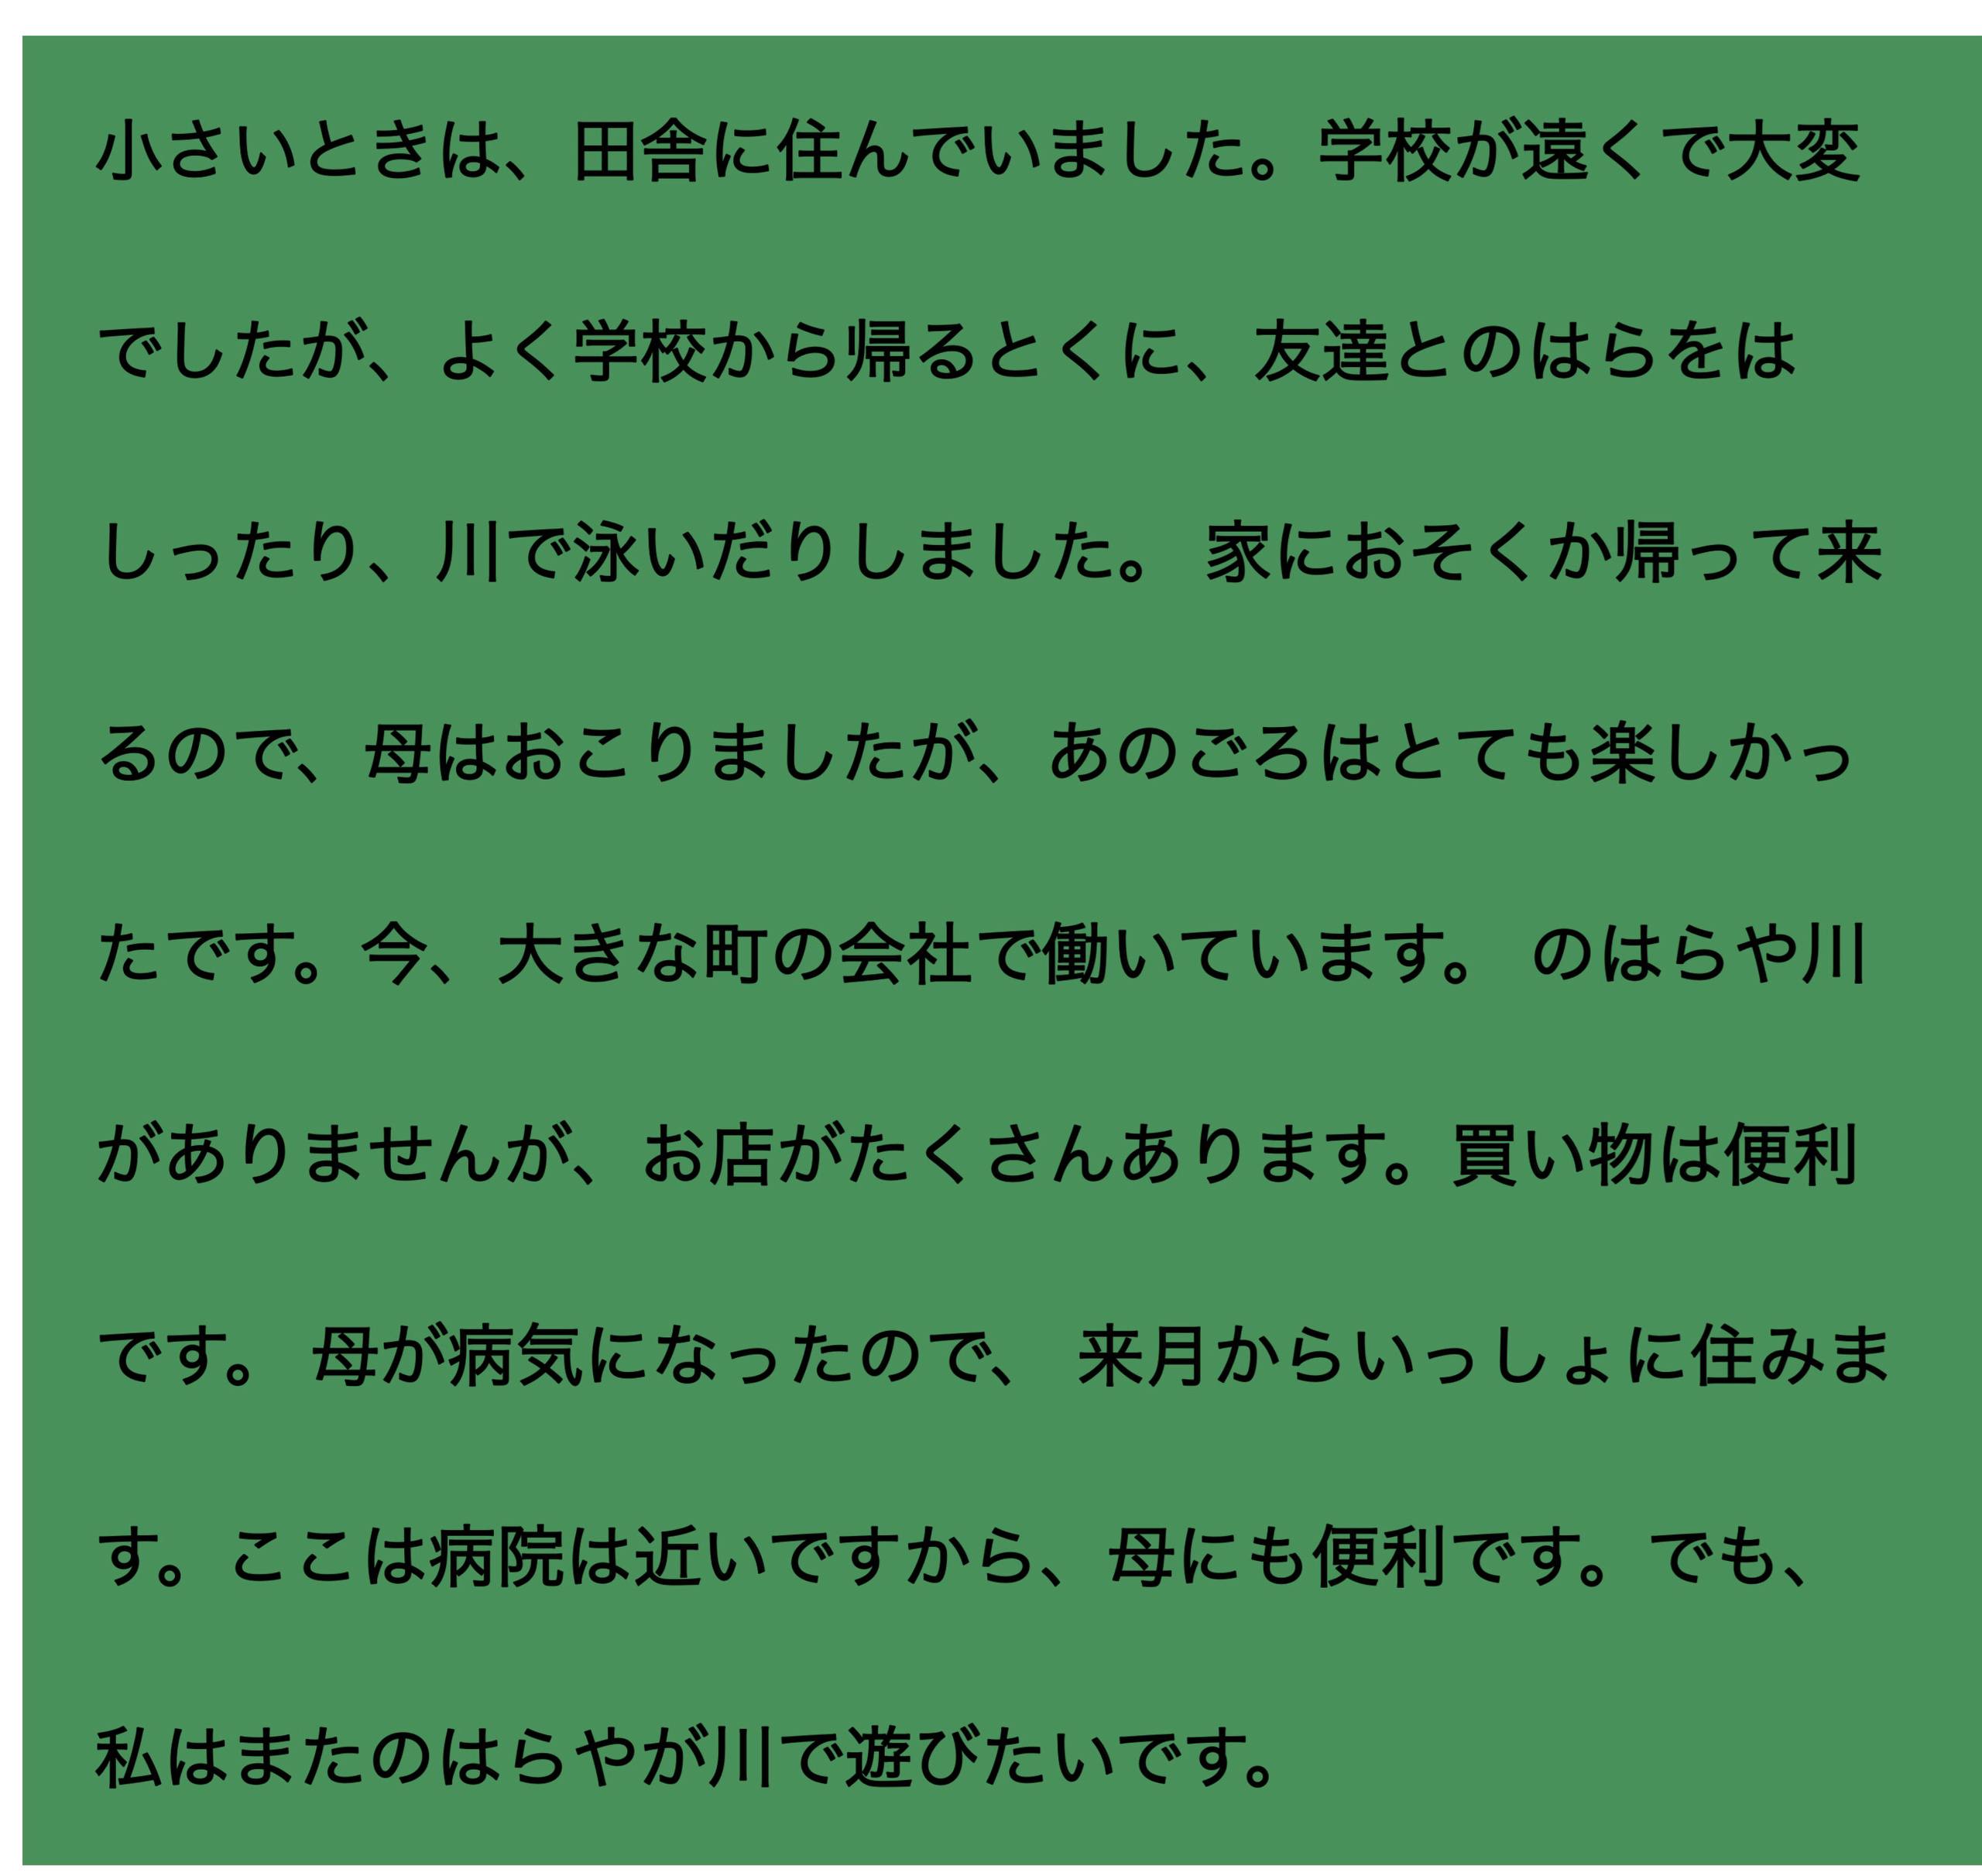 小さいときは、田舎に住んでいました。学校が遠くて大変
でしたが、よく学校から帰るとくに、友達とのはらをは
しったり、川で泳いだりしました。家におそくか帰って来
るので、母はおこりましたが、あのごろはとても楽しかっ
たです。今、大きな町の会社で働いています。 のはらや川
がありませんが、お店がたくさんあります。買い物は便利
です。母が病気になったので、来月からいっしょに住みま
す。ここは病院は近いですから、母にも便利です。でも、
私はまたのはらやが川で遊びたいです。